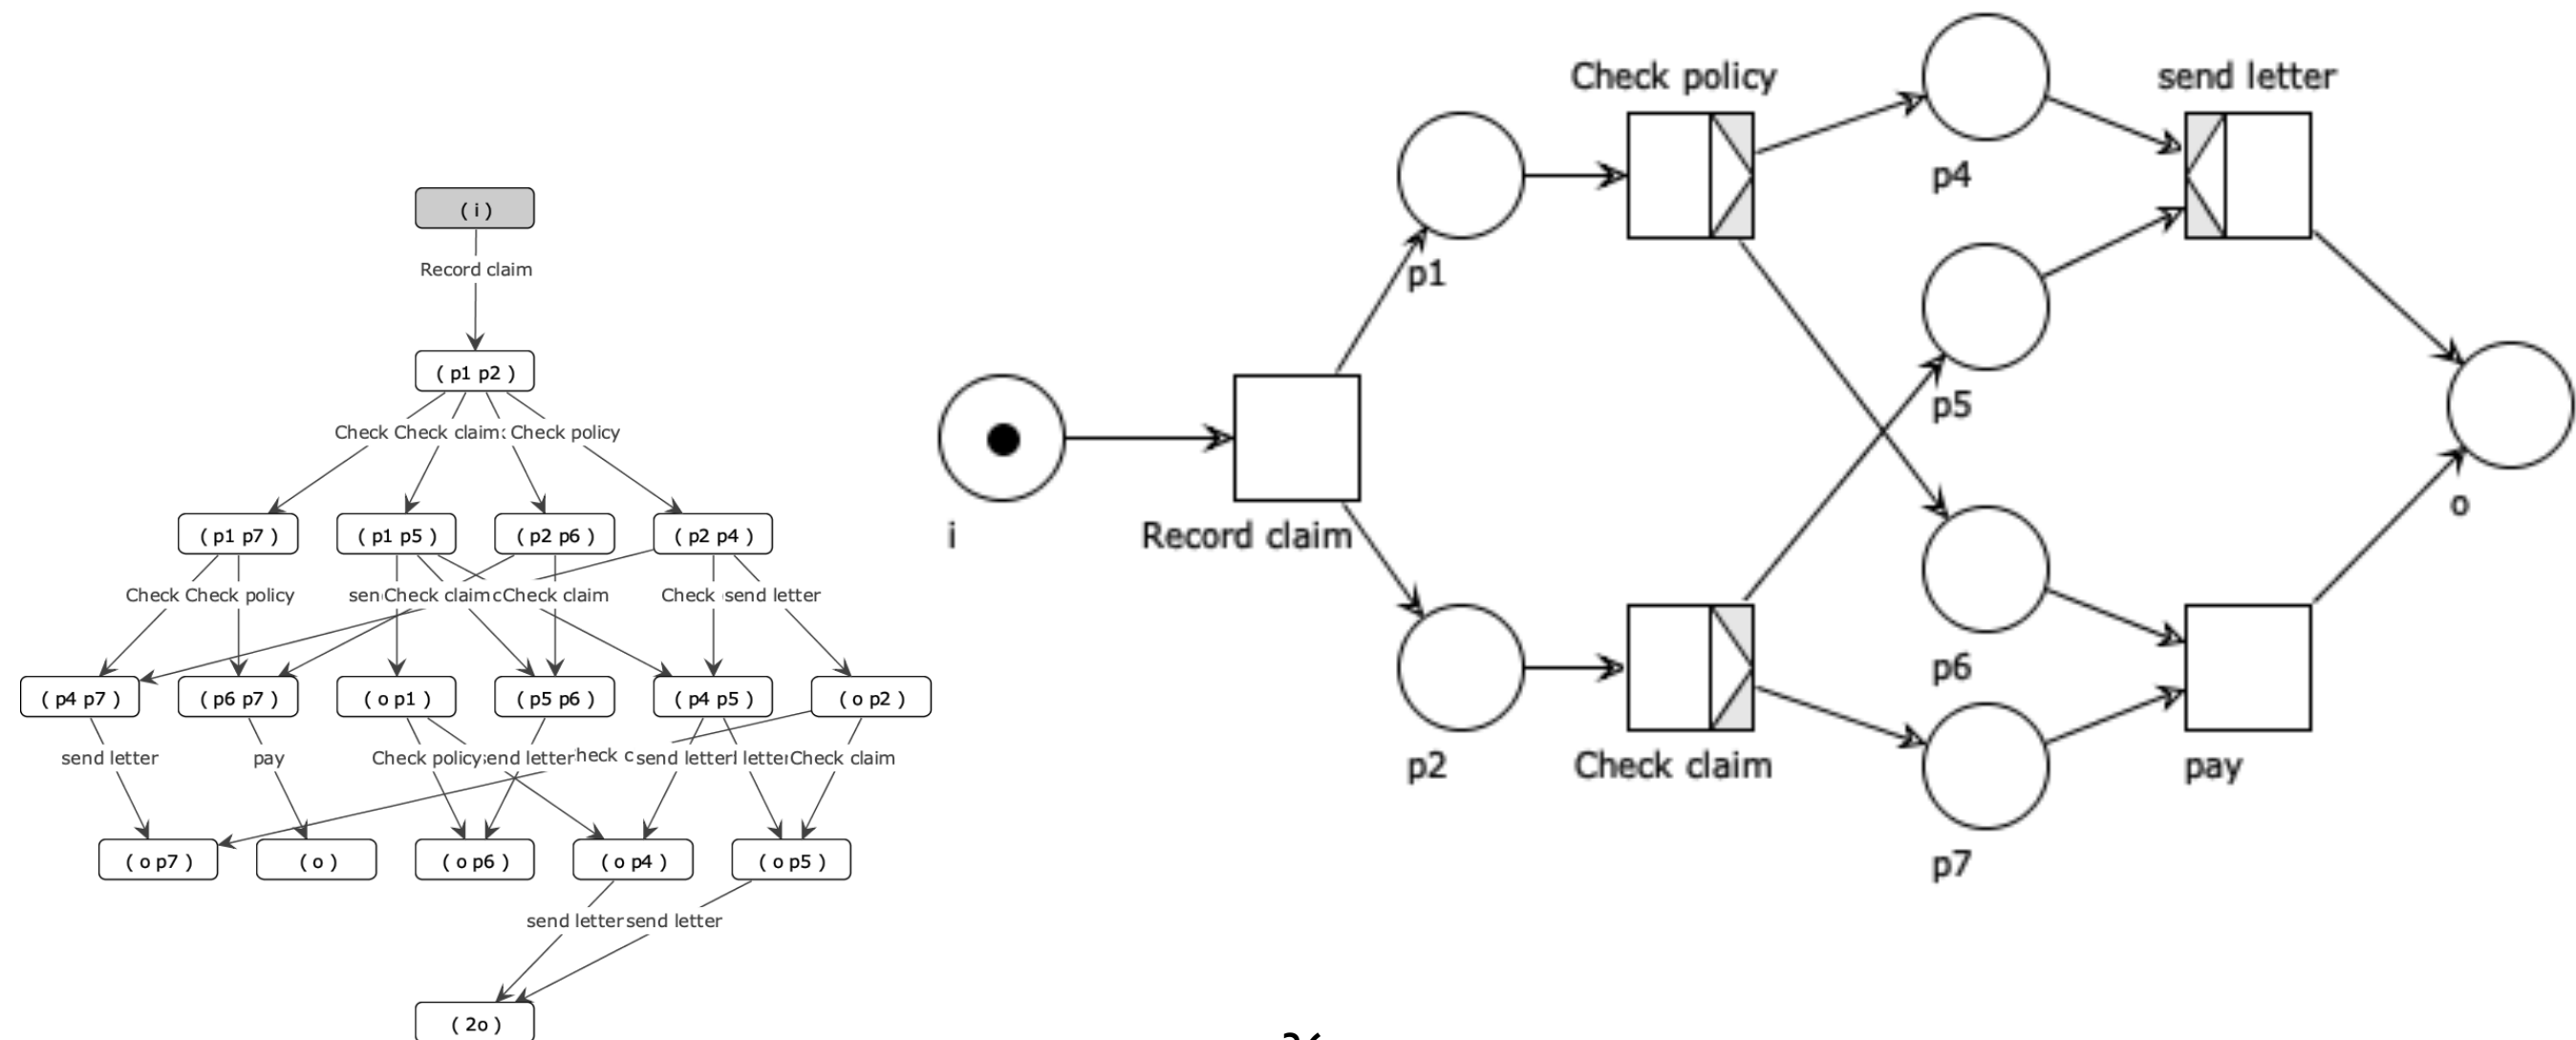 ( i )
Record claim
( p1 p2 )
Check Check claim Check policy
( p1 p7 ) ( p1 p5 ) ( p2 p6 ) ( p2 p4 )
Check Check policy Check claim Check claim Check send letter
( p4 p7 ) ( p6 p7 ) ( o p1 ) ( p5 p6 ) ( p4 p5 ) ( o p2 )
send letter pay Check policy send letter send letter letter Check claim
( o p7 ) ( o ) ( o p6 ) ( o p4 ) ( o p5 )
send letter send letter
( 2o )
Check policy
send letter
p4
p1
p5
i
Record claim
o
p6
p2
Check claim
pay
p7